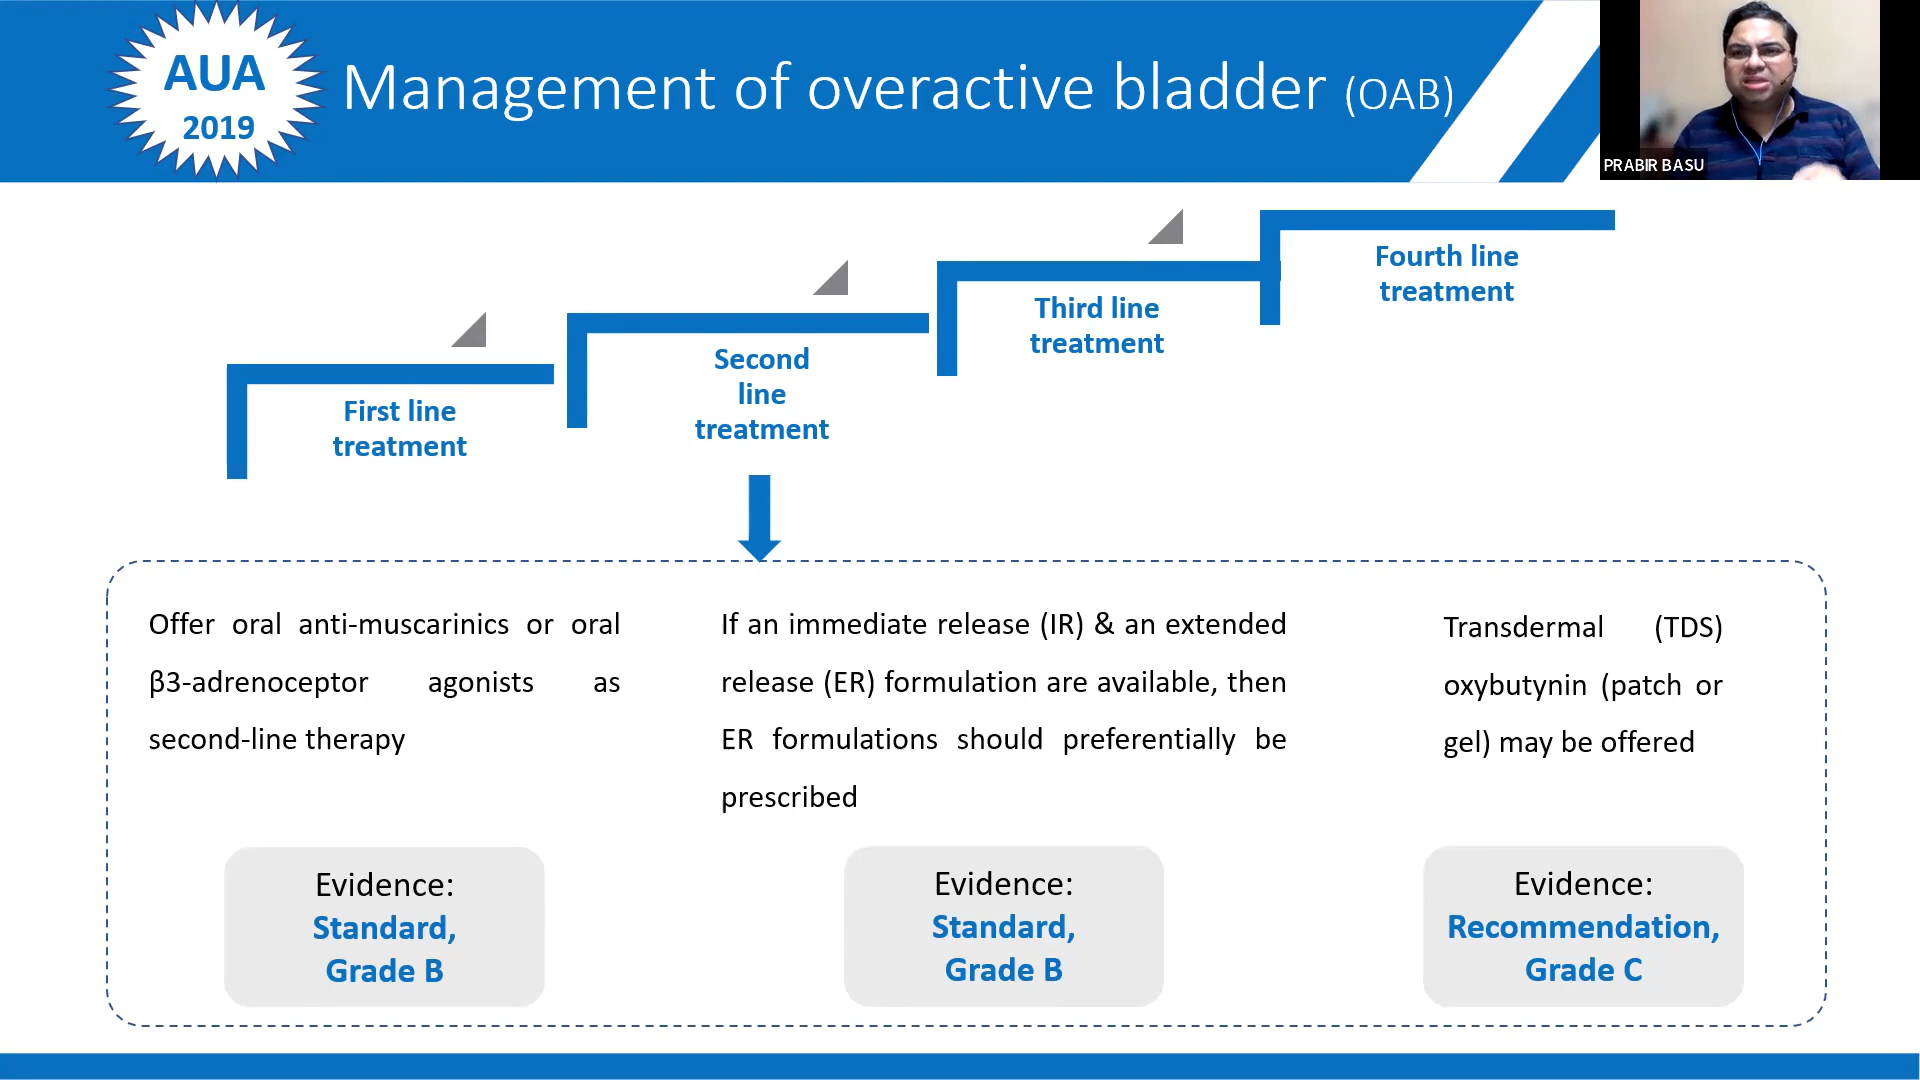 AUA
2019
Management of overactive bladder (OAB)
PRABIR BASU
First line
treatment
Second
line
treatment
Third line
treatment
Fourth line
treatment
Offer oral anti-muscarinics or oral
β3-adrenoceptor agonists as
second-line therapy
If an immediate release (IR) & an extended
release (ER) formulation are available, then
ER formulations should preferentially be
prescribed
Transdermal (TDS)
oxybutynin (patch or
gel) may be offered
Evidence:
Standard,
Grade B
Evidence:
Standard,
Grade B
Evidence:
Recommendation,
Grade C